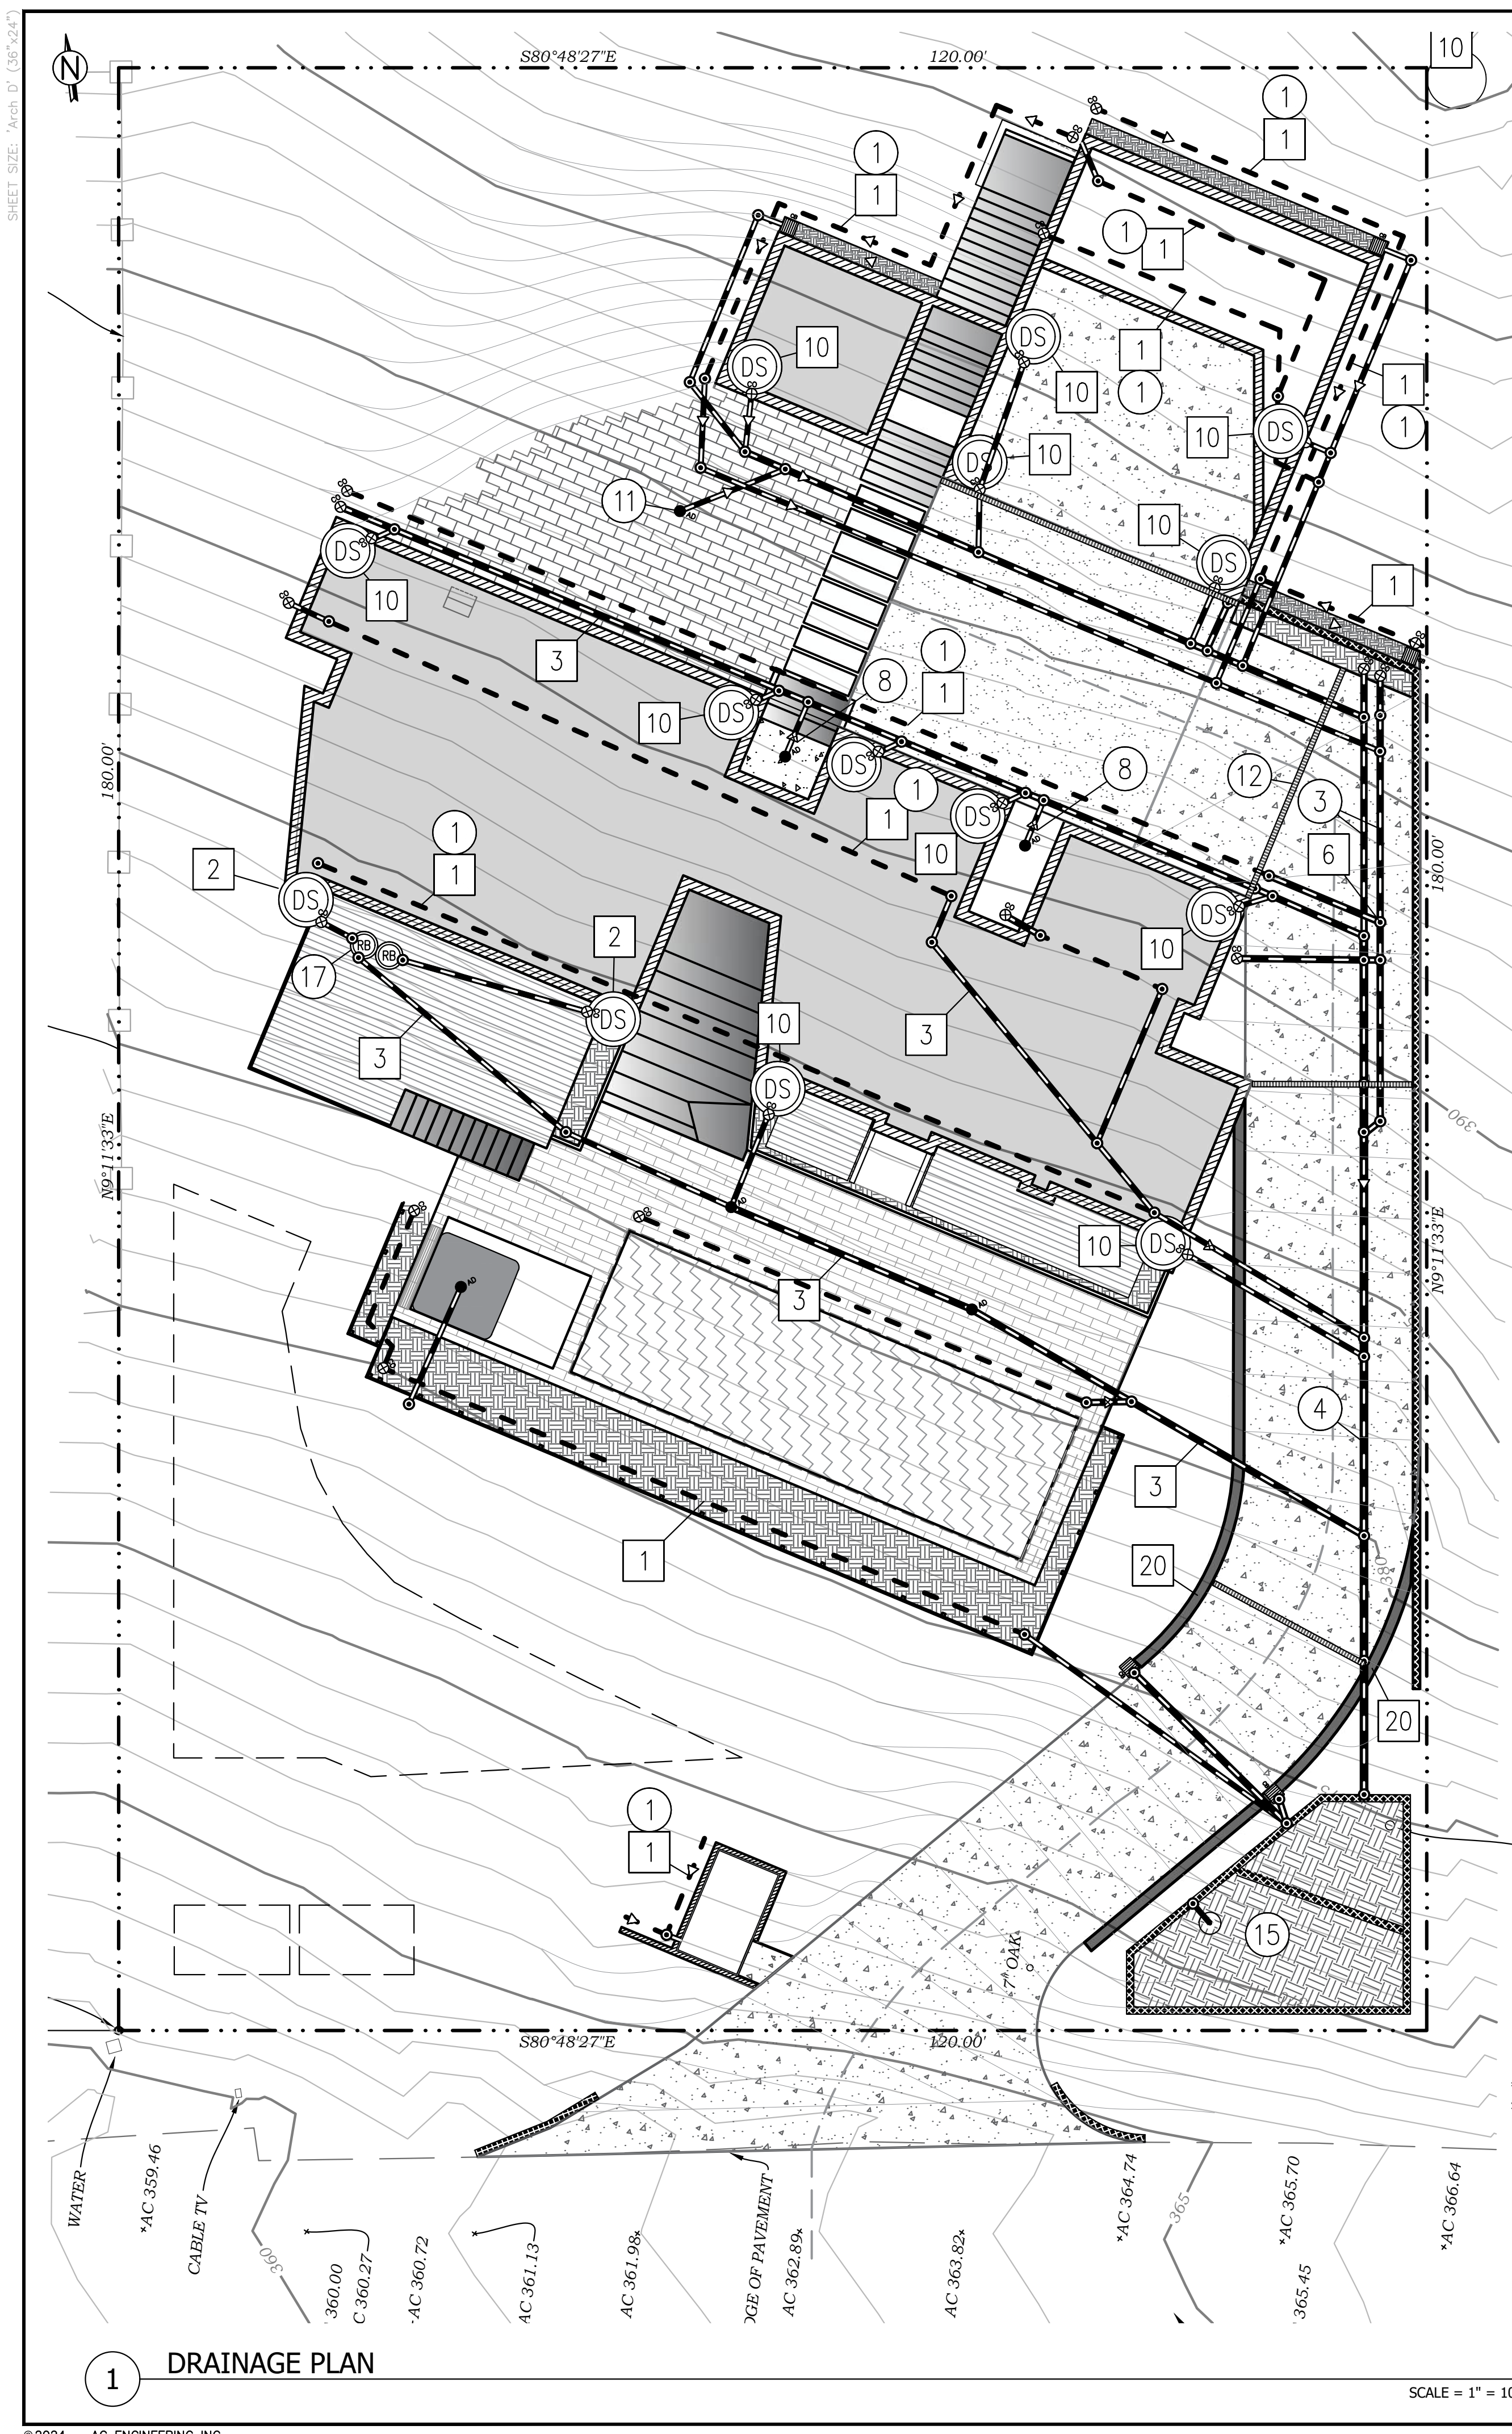 SHEET SIZE: 'Arch D' (36"x24")
N
S80°48'27"E
120.00'
10
1
1
1
1
1
1
DS
10
DS
10
1
1
1
1
DS
10
DS
10
11
DS
10
DS
10
3
1
1
8
DS
10
DS
8
12
3
6
180.00'
180.00'
1
1
DS
10
1
1
2
DS
2
RB
RB
17
DS
3
DS
10
3
DS
10
390
N9°11'33"E
N9°11'33"E
DS
10
DS
10
3
4
3
380
1
20
20
1
1
15
7" OAK
S80°48'27"E
120.00'
WATER
AC 359.46
CABLE TV
360
360.00
C 360.27
AC 360.72
AC 361.13
AC 361.98
DGE OF PAVEMENT
AC 362.89
AC 363.82
AC 364.74
365
AC 365.70
365.45
AC 366.64
1
DRAINAGE PLAN
SCALE = 1" = 10